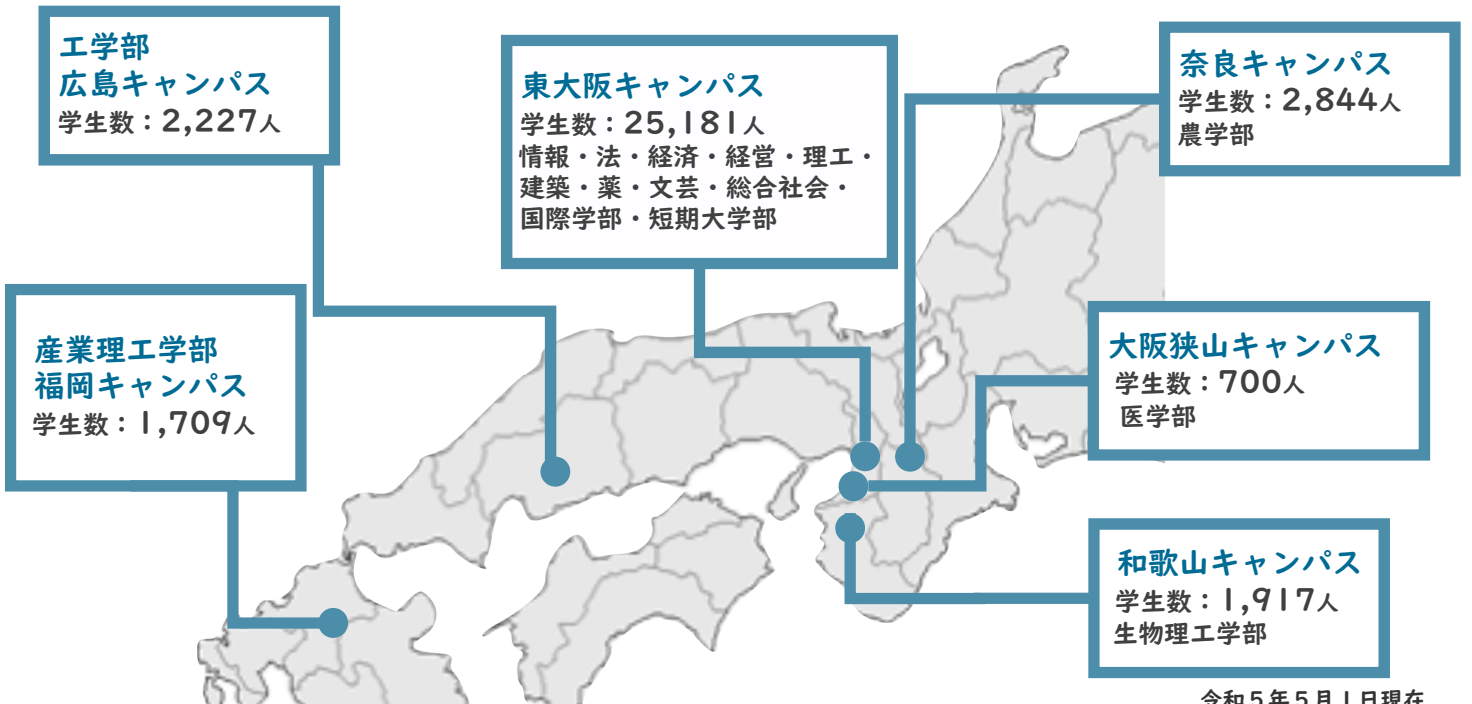 工学部
広島キャンパス
学生数：2,227人
東大阪キャンパス
学生数：25,181人
情報・法・経済・経営・理工・
建築・薬・文芸・総合社会・
国際学部・短期大学部
奈良キャンパス
学生数：2,844人
農学部
産業理工学部
福岡キャンパス
学生数：1,709人
大阪狭山キャンパス
学生数：700人
医学部
和歌山キャンパス
学生数：1,917人
生物理工学部
令和5年5月1日現在